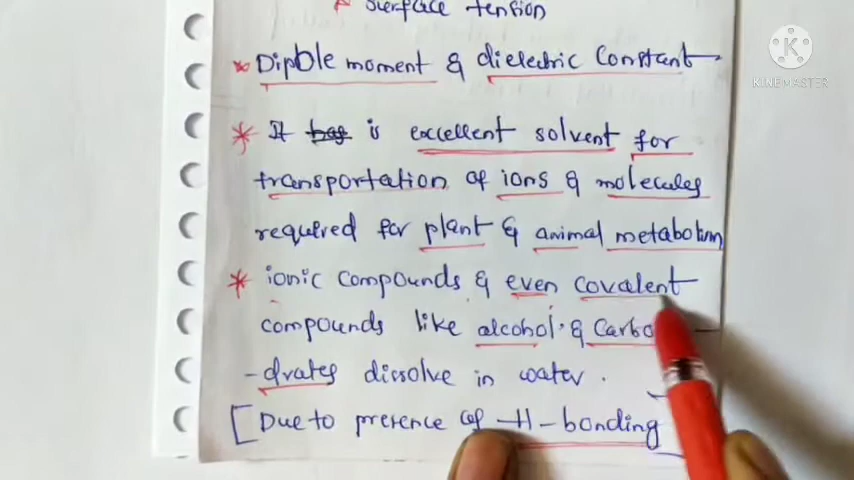 surface tension
* Dipole moment & dielectric Constant
KINEMASTER
* It has is excellent solvent for
transportation of ions & molecules
required for plant & animal metabolism
* ionic compounds & even covalent
compounds like alcohol & Carbo
-drates dissolve in water.
[Due to presence of -H-bonding